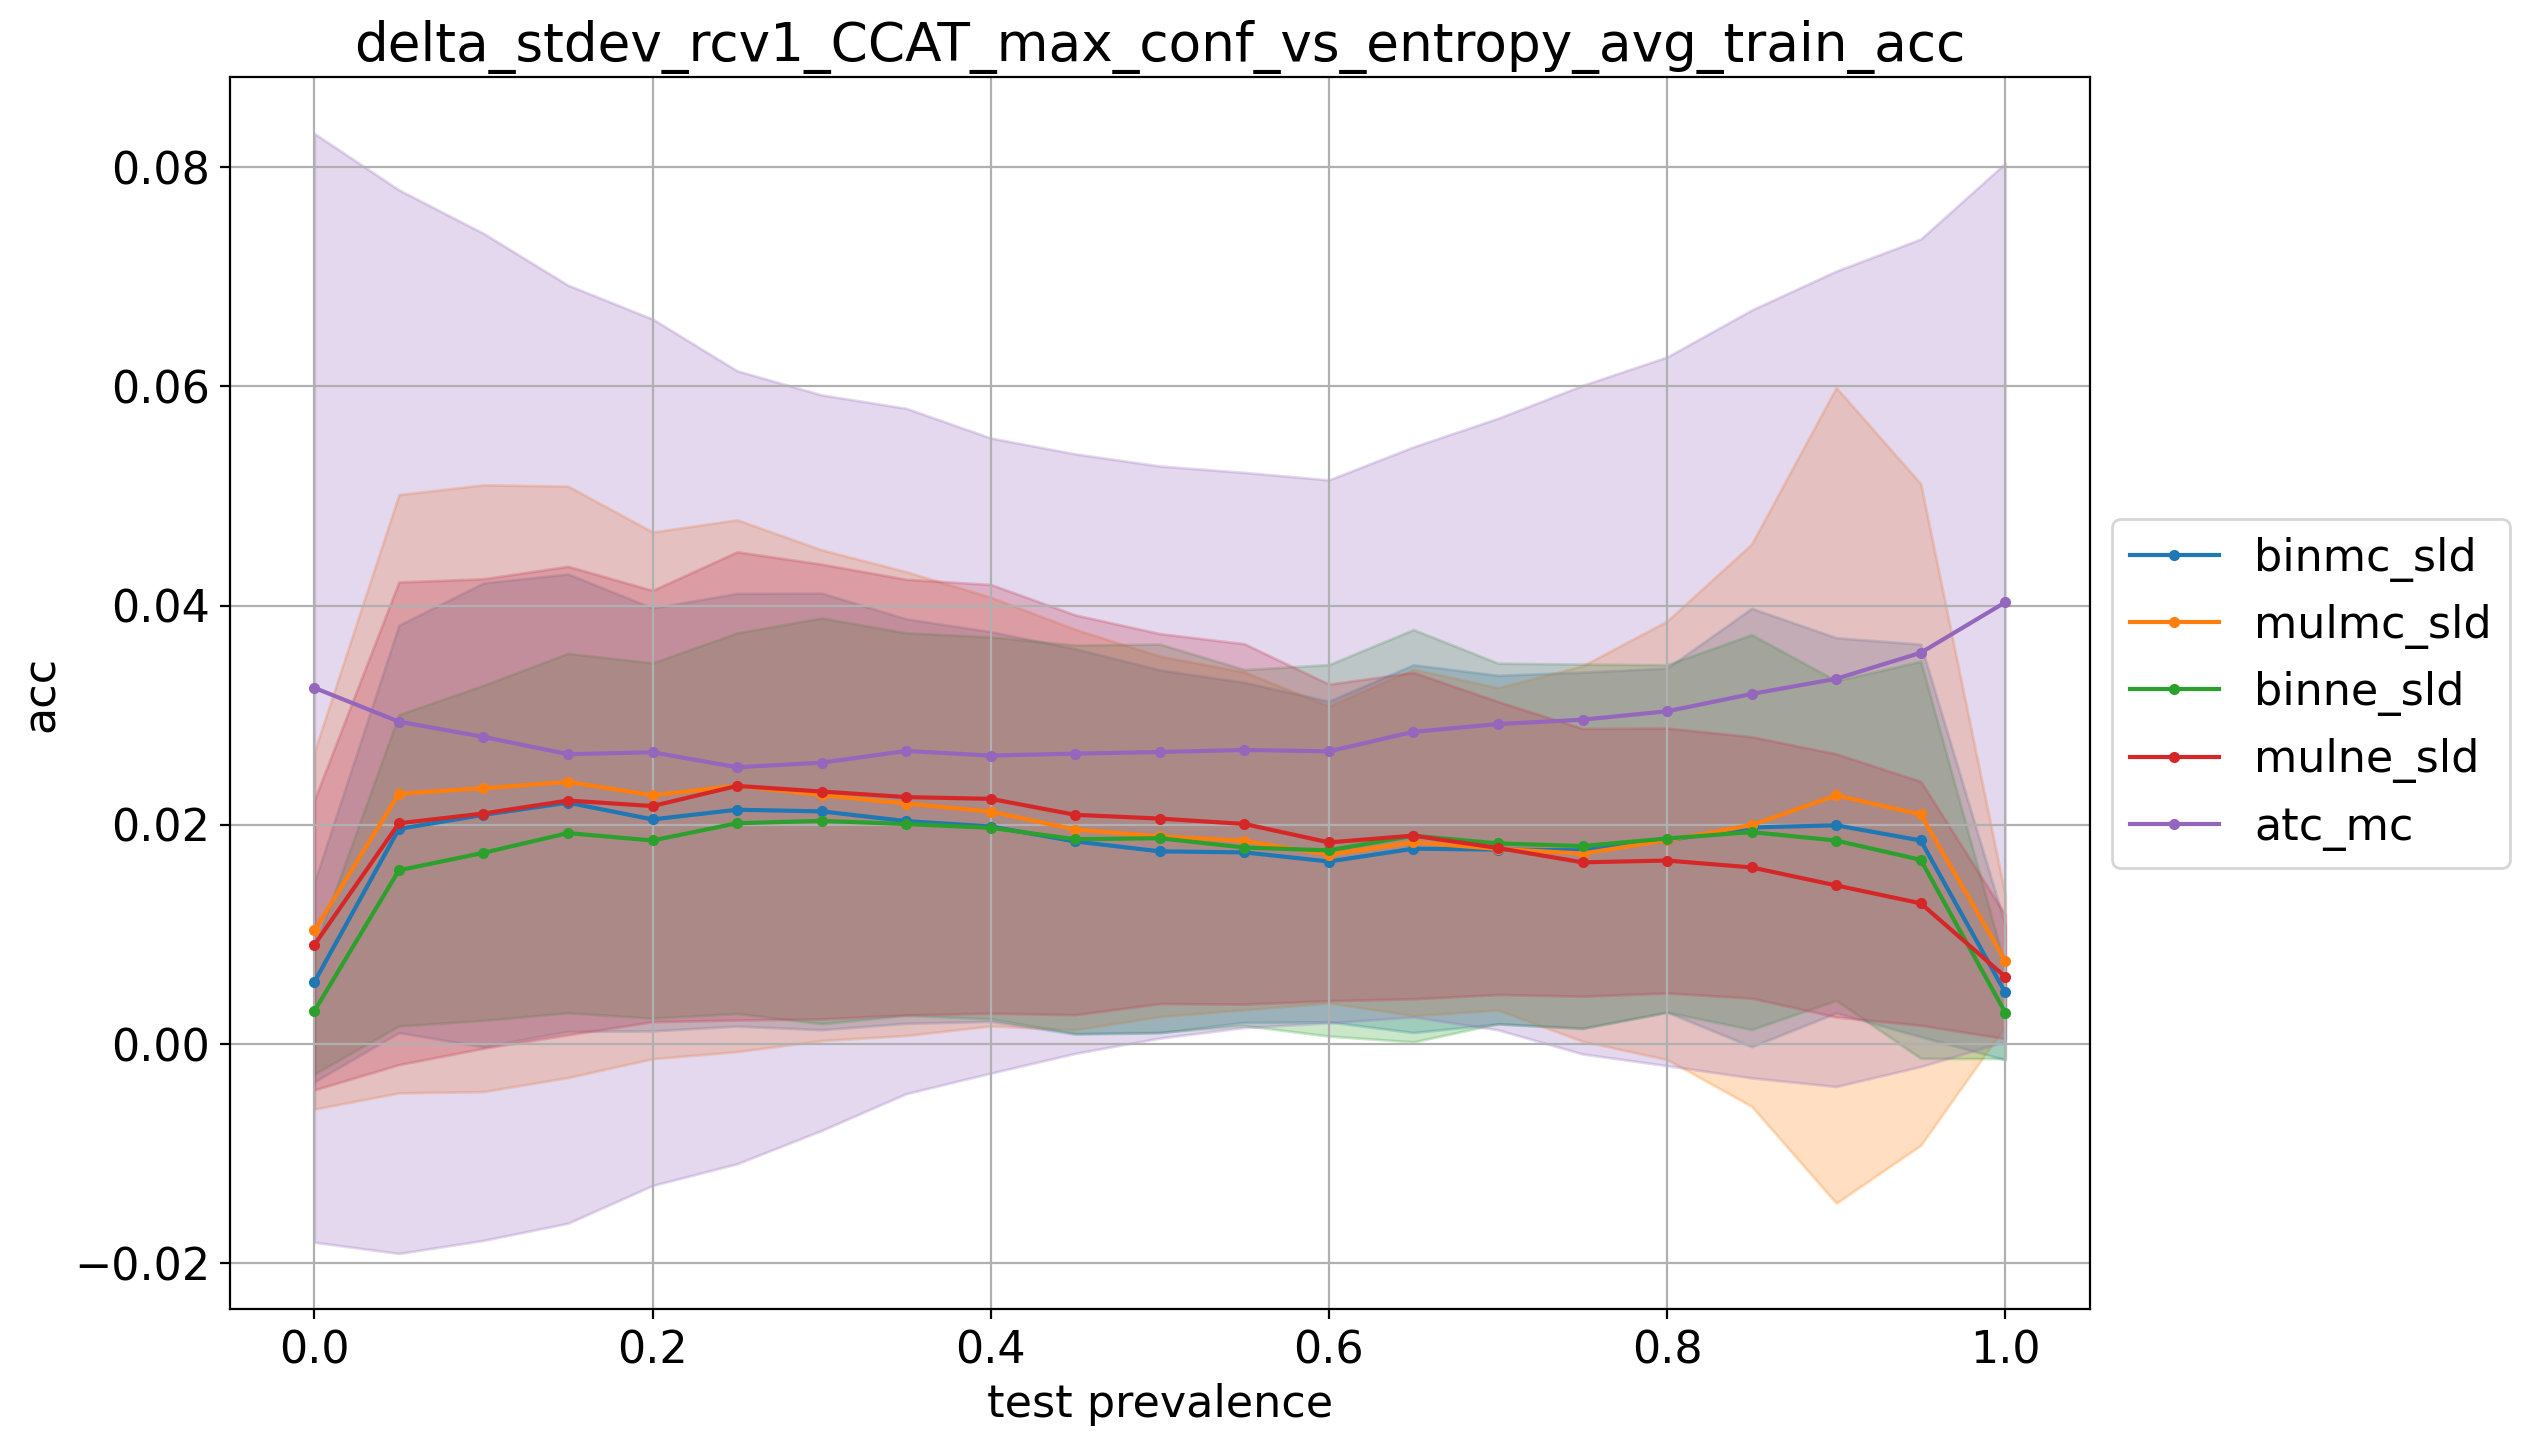 delta_stdev_rcv1_CCAT_max_conf_vs_entropy_avg_train_acc
acc
0.08
0.06
0.04
0.02
0.00
−0.02
0.0 0.2 0.4 0.6 0.8 1.0
test prevalence
binmc_sld
mulmc_sld
binne_sld
mulne_sld
atc_mc